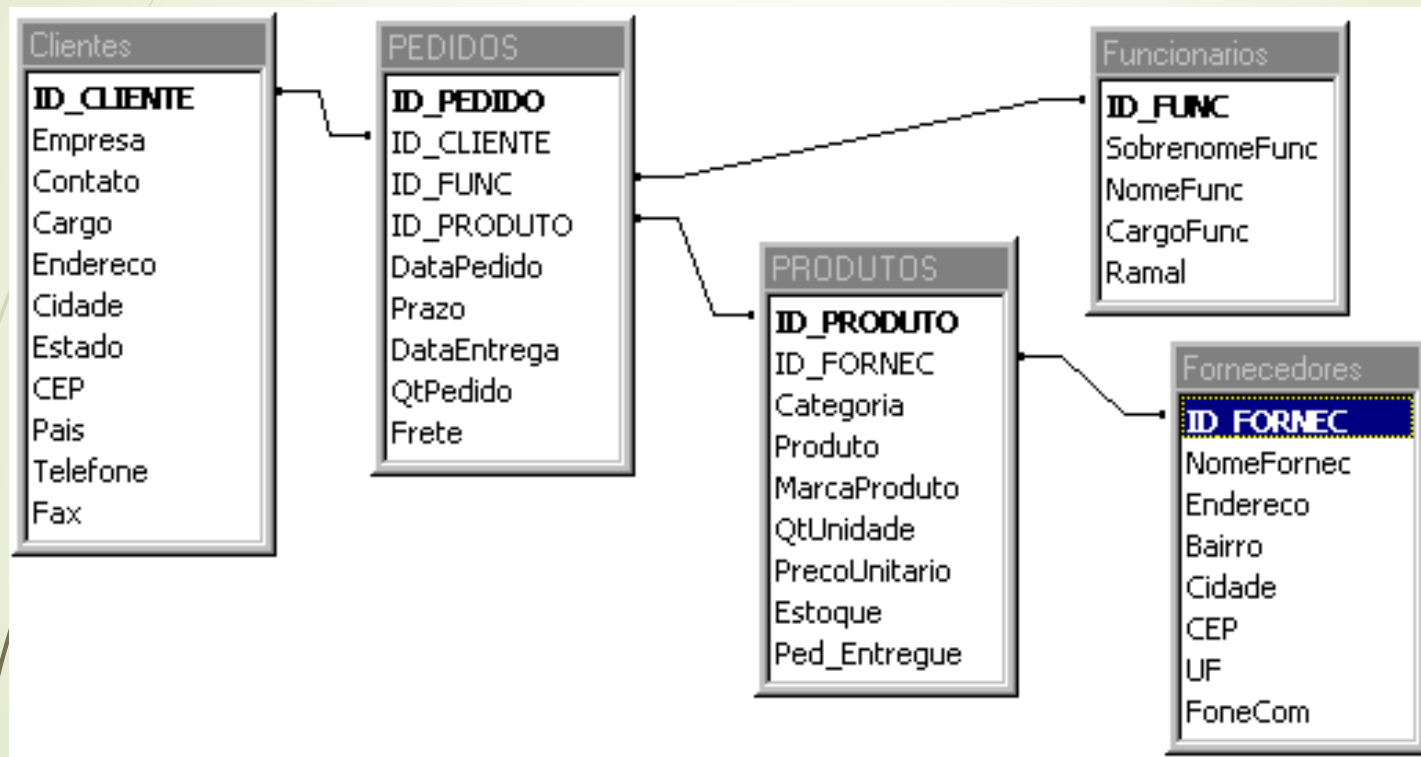 Clientes
ID_CLIENTE
Empresa
Contato
Cargo
Endereco
Cidade
Estado
CEP
Pais
Telefone
Fax
PEDIDOS
ID_PEDIDO
ID_CLIENTE
ID_FUNC
ID_PRODUTO
DataPedido
Prazo
DataEntrega
QtPedido
Frete
Funcionarios
ID_FUNC
SobrenomeFunc
NomeFunc
CargoFunc
Ramal
PRODUTOS
ID_PRODUTO
ID_FORNEC
Categoria
Produto
MarcaProduto
QtUnidade
PrecoUnitario
Estoque
Ped_Entregue
Fornecedores
ID_FORNEC
NomeFornec
Endereco
Bairro
Cidade
CEP
UF
FoneCom